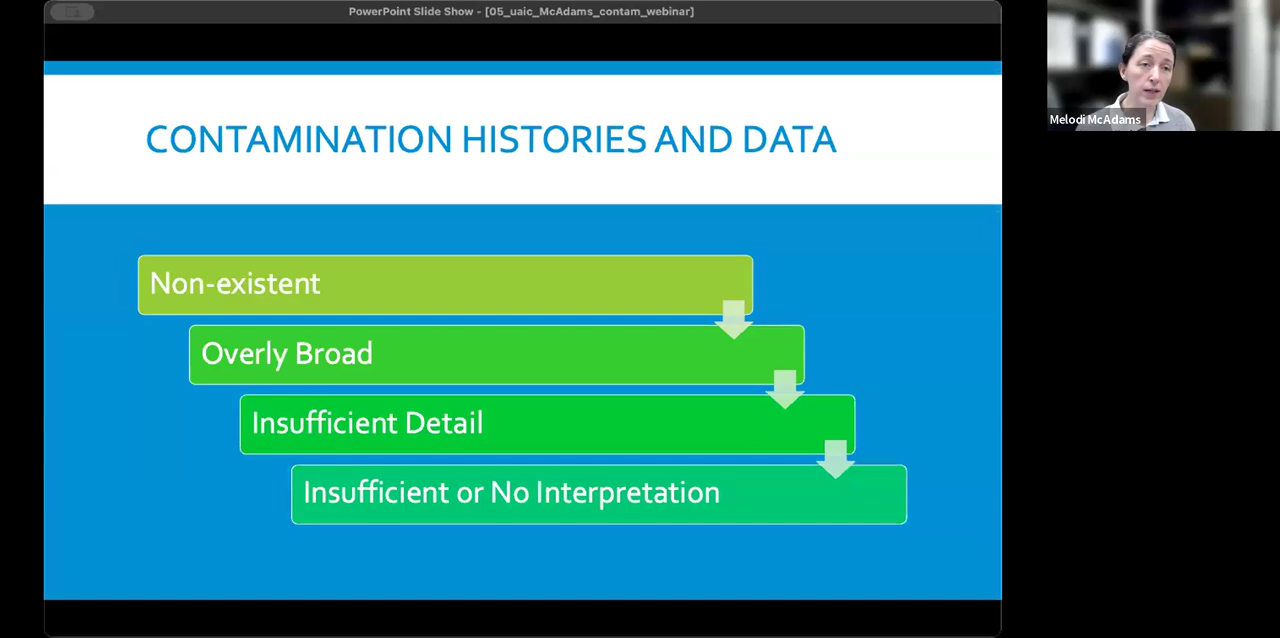 PowerPoint Slide Show - [05_uaic_McAdams_contam_webinar]
Melodi McAdams
CONTAMINATION HISTORIES AND DATA
Non-existent
Overly Broad
Insufficient Detail
Insufficient or No Interpretation